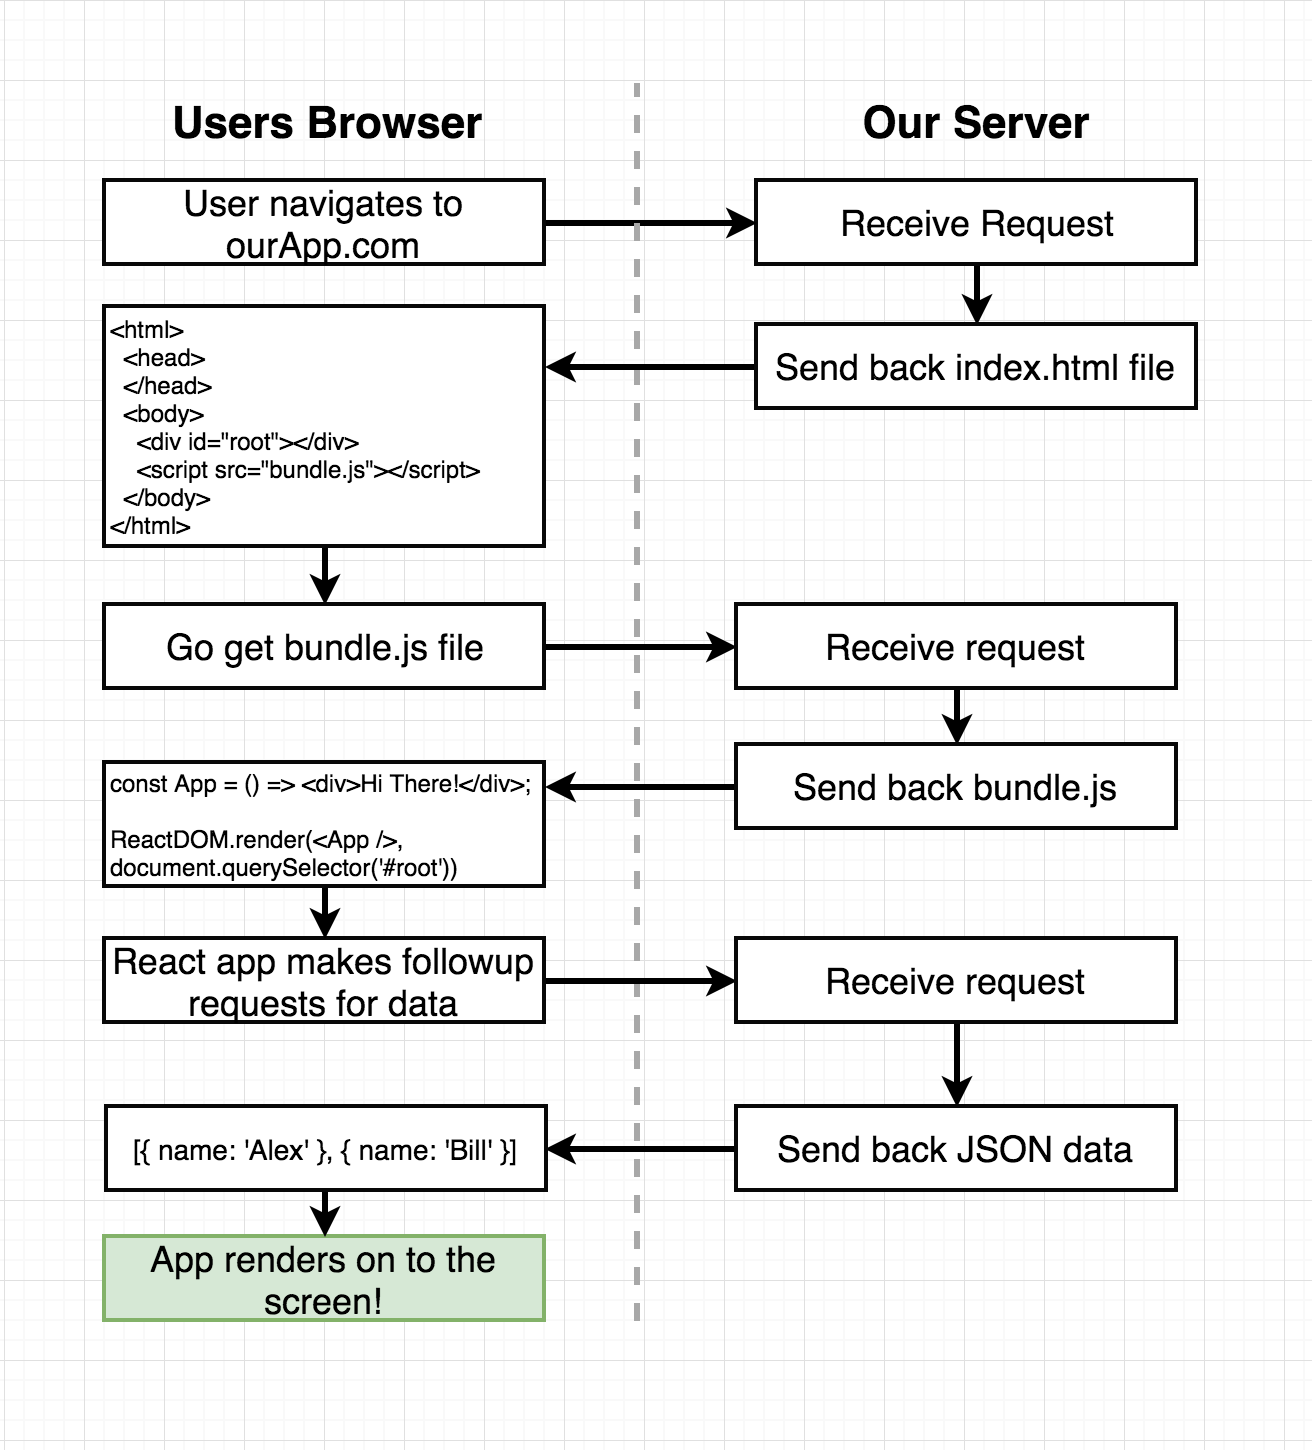 Users Browser
Our Server
User navigates to
ourApp.com
Receive Request
Send back index.html file
<html>
<head>
</head>
<body>
<div id="root"></div>
<script src="bundle.js"></script>
</body>
</html>
Go get bundle.js file
Receive request
Send back bundle.js
const App = () => <div>Hi There!</div>;
ReactDOM.render(<App />,
document.querySelector('#root'))
React app makes followup
requests for data
Receive request
Send back JSON data
[{ name: 'Alex' }, { name: 'Bill' }]
App renders on to the
screen!